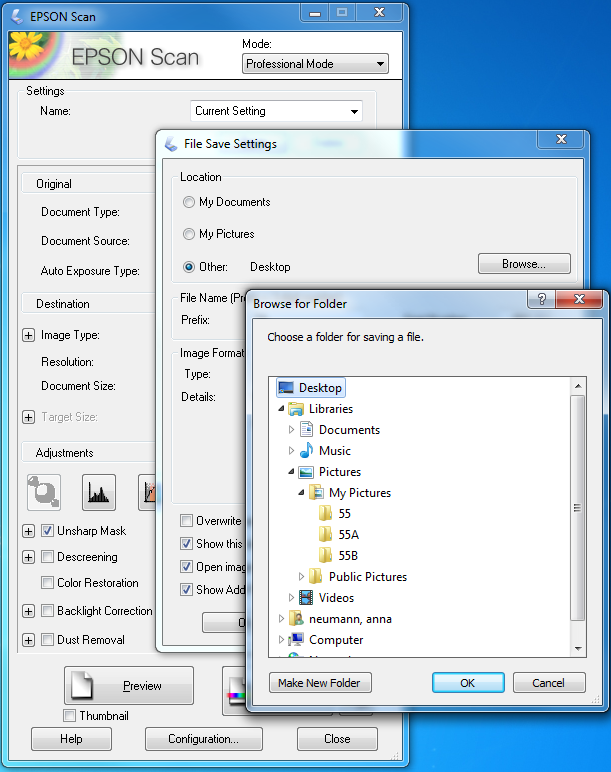 EPSON Scan
EPSON Scan
Mode:
Professional Mode
Settings
Name:
Current Setting
Original
Document Type:
Document Source:
Auto Exposure Type:
Destination
Image Type:
Resolution:
Document Size:
Target Size:
Adjustments
Unsharp Mask
Descreening
Color Restoration
Backlight Correction
Dust Removal
Preview
Thumbnail
Help
Configuration...
Close
File Save Settings
Location
My Documents
My Pictures
Other:
Desktop
Browse...
File Name (Pr
Prefix:
Image Format
Type:
Details:
Overwrite
Show this
Open imag
Show Add
Browse for Folder
Choose a folder for saving a file.
Desktop
Libraries
Documents
Music
Pictures
My Pictures
55
55A
55B
Public Pictures
Videos
neumann, anna
Computer
Make New Folder
OK
Cancel